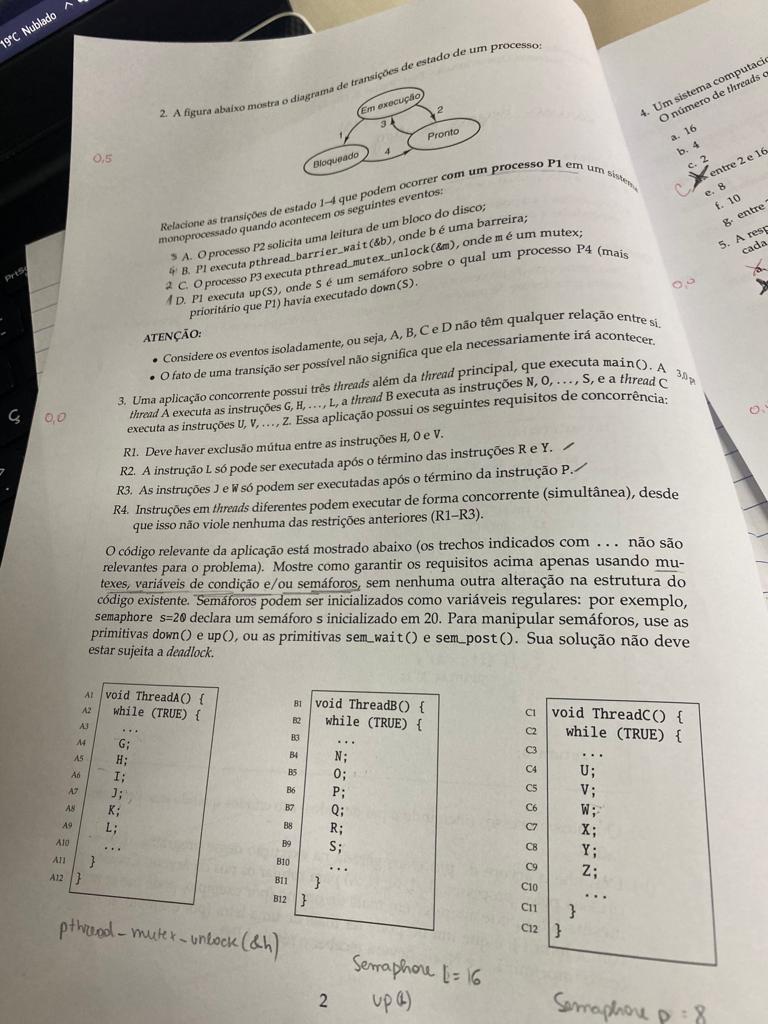 19°C Nublado
2. A figura abaixo mostra o diagrama de transições de estado de um processo:
Em execução
1
3
2
Bloqueado
4
Pronto
0,5
Relacione as transições de estado 1–4 que podem ocorrer com um processo P1 em um sistema
monoprocessado quando acontecem os seguintes eventos:
A. O processo P2 solicita uma leitura de um bloco do disco;
B. P1 executa pthread_barrier_wait(&b), onde b é uma barreira;
2 C. O processo P3 executa pthread_mutex_unlock(&m), onde m é um mutex;
1 D. P1 executa up(S), onde S é um semáforo sobre o qual um processo P4 (mais
prioritário que P1) havia executado down(S).
ATENÇÃO:
• Considere os eventos isoladamente, ou seja, A, B, C e D não têm qualquer relação entre si.
• O fato de uma transição ser possível não significa que ela necessariamente irá acontecer.
0,0
3. Uma aplicação concorrente possui três threads além da thread principal, que executa main(). A
thread A executa as instruções G, H, ..., L, a thread B executa as instruções N, O, ..., S, e a thread C
executa as instruções U, V, ..., Z. Essa aplicação possui os seguintes requisitos de concorrência:
R1. Deve haver exclusão mútua entre as instruções H, O e V.
R2. A instrução L só pode ser executada após o término das instruções R e Y.
R3. As instruções J e W só podem ser executadas após o término da instrução P.
R4. Instruções em threads diferentes podem executar de forma concorrente (simultânea), desde
que isso não viole nenhuma das restrições anteriores (R1–R3).
O código relevante da aplicação está mostrado abaixo (os trechos indicados com ... não são
relevantes para o problema). Mostre como garantir os requisitos acima apenas usando mu-
texes, variáveis de condição e/ou semáforos, sem nenhuma outra alteração na estrutura do
código existente. Semáforos podem ser inicializados como variáveis regulares: por exemplo,
semaphore s=20 declara um semáforo s inicializado em 20. Para manipular semáforos, use as
primitivas down() e up(), ou as primitivas sem_wait() e sem_post(). Sua solução não deve
estar sujeita a deadlock.
A1 void ThreadA() {
A2 while (TRUE) {
A3 ...
A4 G;
A5 H;
A6 I;
A7 J;
A8 K;
A9 L;
A10 ...
A11 }
A12 }
B1 void ThreadB() {
B2 while (TRUE) {
B3 ...
B4 N;
B5 O;
B6 P;
B7 Q;
B8 R;
B9 S;
B10 ...
B11 }
B12 }
C1 void ThreadC() {
C2 while (TRUE) {
C3 ...
C4 U;
C5 V;
C6 W;
C7 X;
C8 Y;
C9 Z;
C10 ...
C11 }
C12 }
pthread_mutex_unlock(&h)
Semaphore l=16
up(l)
Semaphore p=8
2
4. Um sistema
O número de threads
a. 16
b. 4
c. 2
entre 2 e 16
e. 8
f. 10
g. entre
5. A
cada